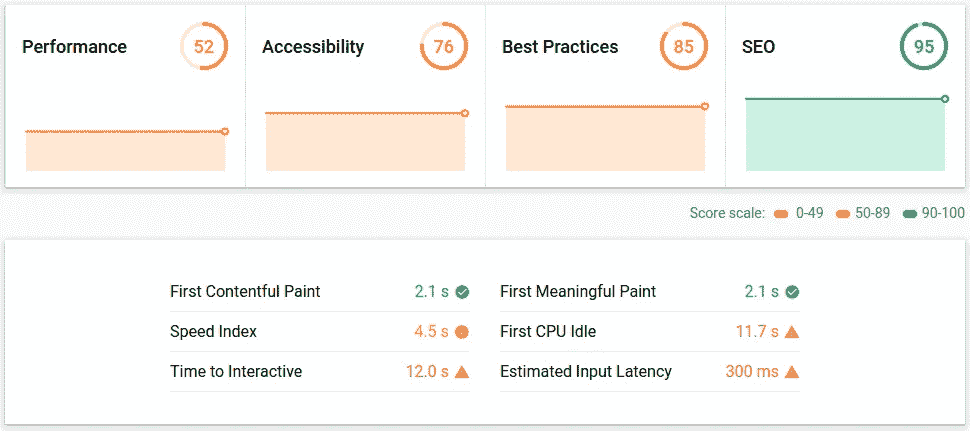 Performance 52 Accessibility 76 Best Practices 85 SEO 95
Score scale: 0-49 50-89 90-100
First Contentful Paint 2.1 s First Meaningful Paint 2.1 s
Speed Index 4.5 s First CPU Idle 11.7 s
Time to Interactive 12.0 s Estimated Input Latency 300 ms